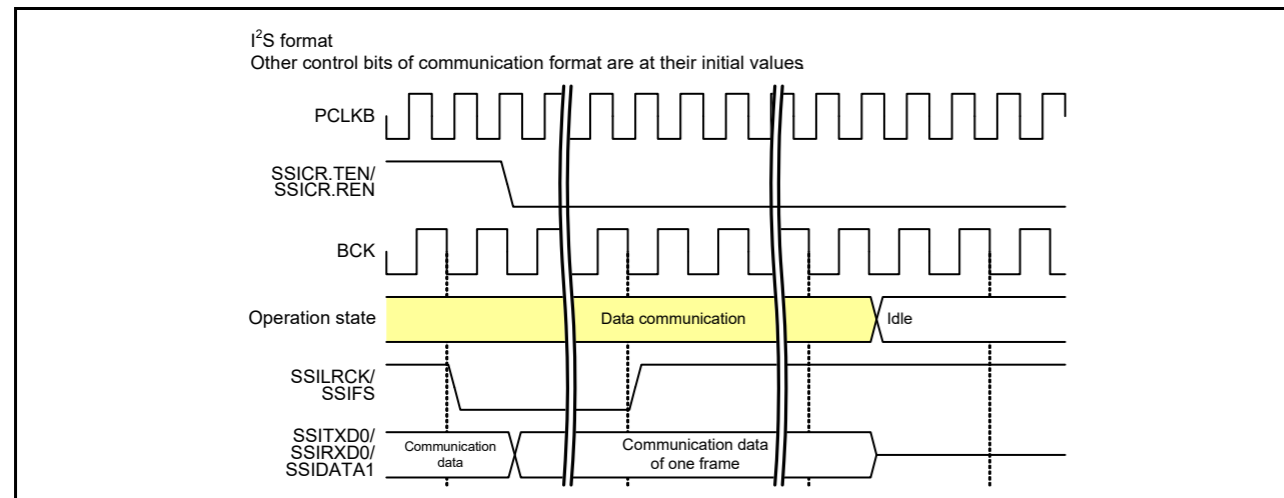 I²S format
Other control bits of communication format are at their initial values.
PCLKB
SSICR.TEN/
SSICR.REN
BCK
Operation state
Data communication
Idle
SSILRCK/
SSIFS
SSITXD0/
SSIRXD0/
SSIDATA1
Communication
data
Communication data
of one frame